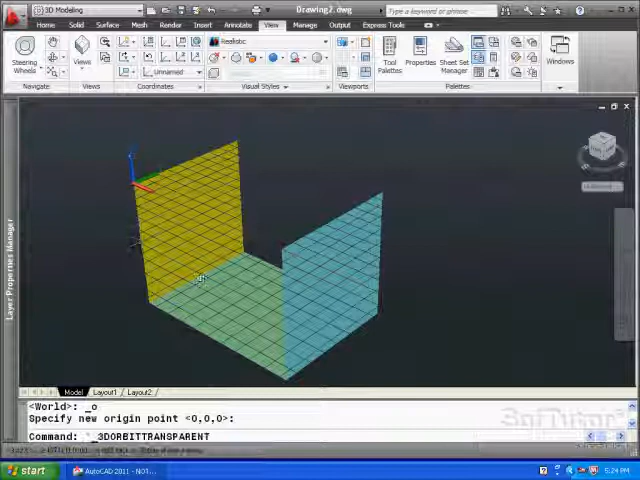 3D Modeling
Drawing2.dwg
Type a keyword or phrase
Home Solid Surface Mesh Render Insert Annotate View Manage Output Express Tools
Steering Wheels
Views
Unnamed
Realistic
Tool Palettes
Properties
Sheet Set Manager
Windows
Navigate Views Coordinates Visual Styles Viewports Palettes
Layer Properties Manager
Model Layout1 Layout2
<World>: _o
Specify new origin point <0,0,0>:
Command: '_3DORBITTRANSPARENT
start
AutoCAD 2011 - NOT...
5:24 PM